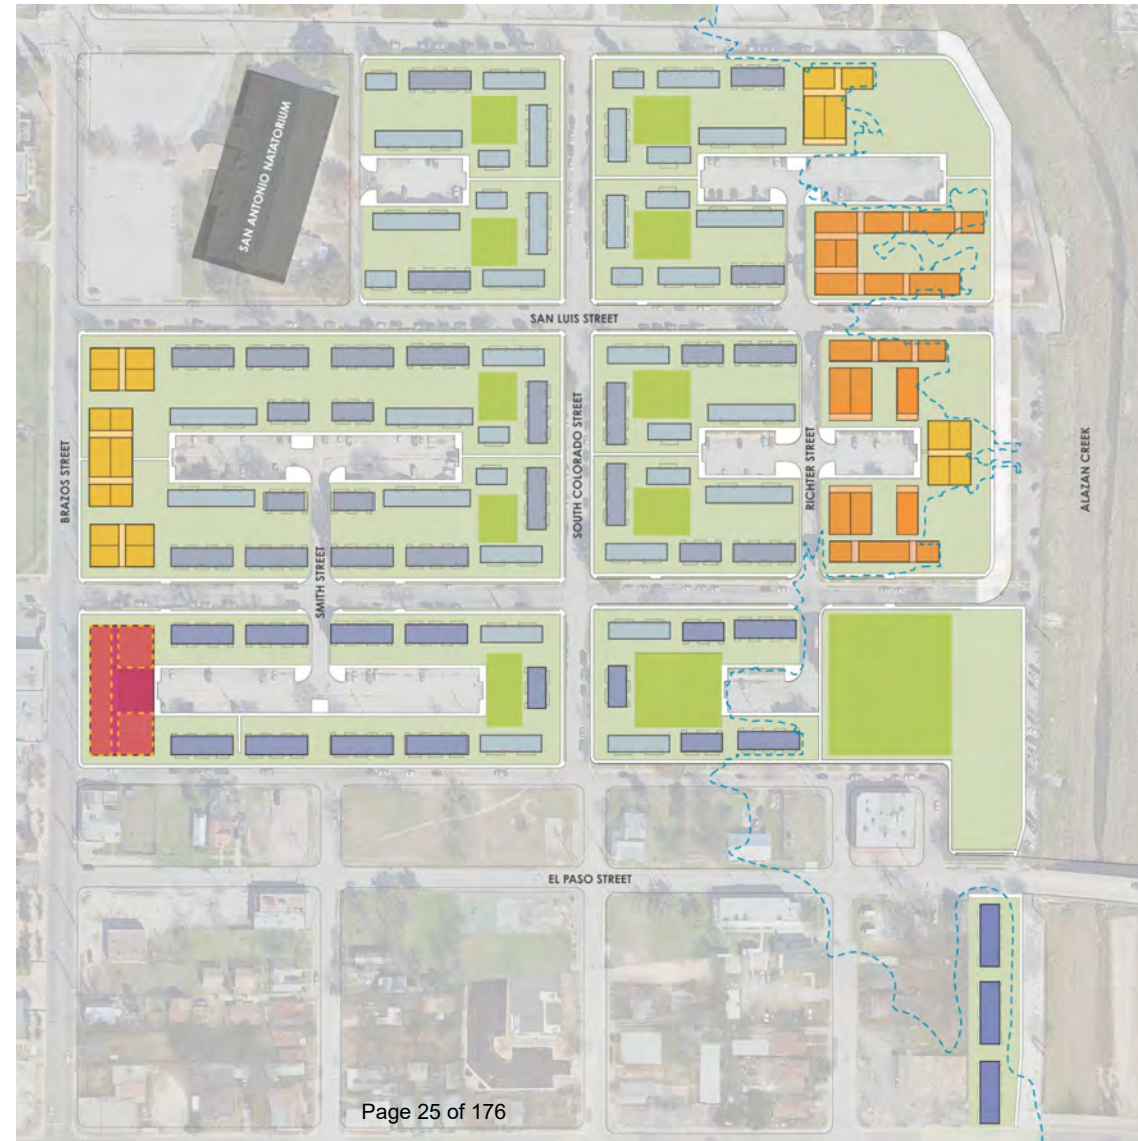 SAN ANTONIO NATATORIUM
SAN LUIS STREET
BRAZOS STREET
SOUTH COLORADO STREET
RICHTER STREET
ALAZAN CREEK
SMITH STREET
EL PASO STREET
Page 25 of 176